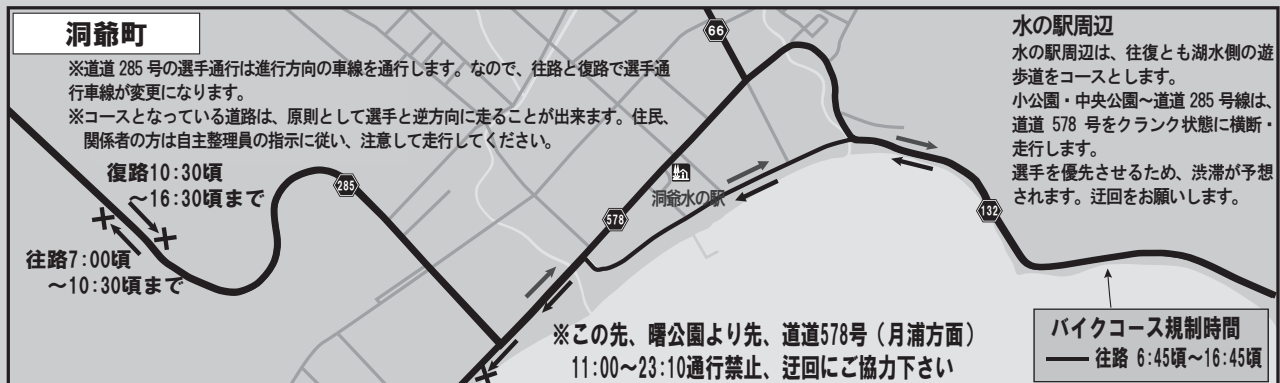 洞爺町
※道道 285 号の選手通行は進行方向の車線を通行します。なので、往路と復路で選手通
行車線が変更になります。
※コースとなっている道路は、原則として選手と逆方向に走ることが出来ます。住民、
関係者の方は自主整理員の指示に従い、注意して走行してください。
復路10:30頃
～16:30頃まで
往路7:00頃
～10:30頃まで
285
66
578
洞爺水の駅
132
水の駅周辺
水の駅周辺は、往復とも湖水側の遊
歩道をコースとします。
小公園・中央公園～道道 285 号線は、
道道 578 号をクランク状態に横断・
走行します。
選手を優先させるため、渋滞が予想
されます。迂回をお願いします。
※この先、曙公園より先、道道578号（月浦方面）
11:00～23:10通行禁止、迂回にご協力下さい
バイクコース規制時間
往路 6:45頃～16:45頃